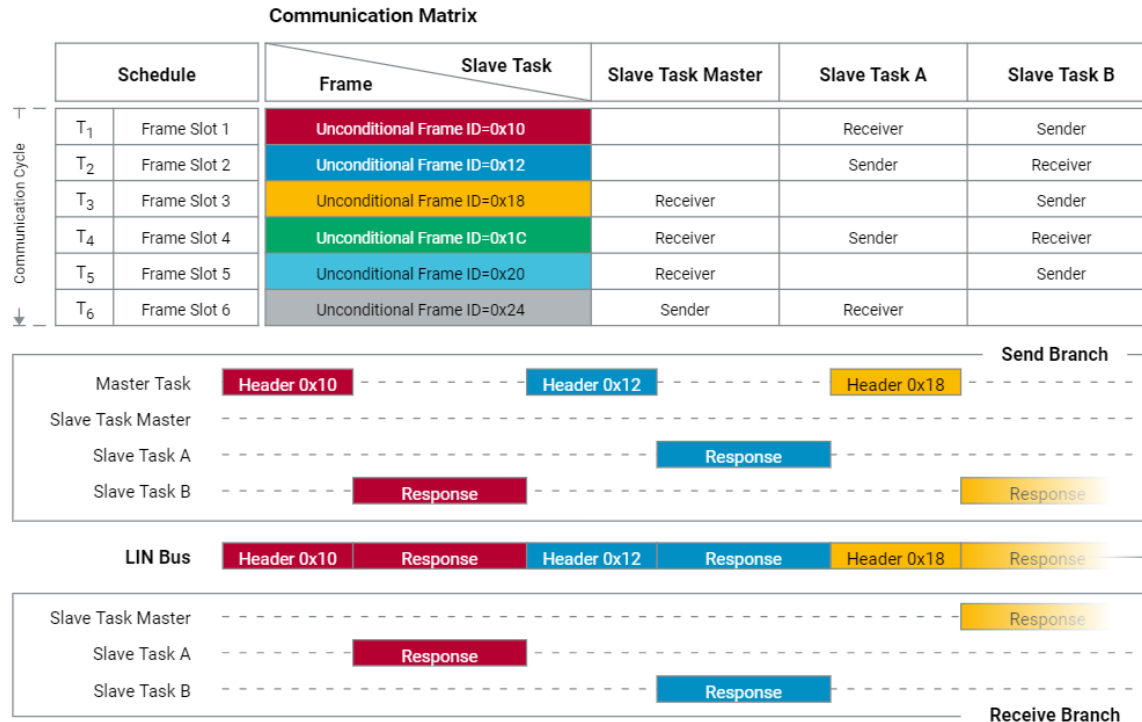 Communication Matrix
Schedule Frame Slave Task Slave Task Master Slave Task A Slave Task B
Communication Cycle
T1 Frame Slot 1 Unconditional Frame ID=0x10 Receiver Sender
T2 Frame Slot 2 Unconditional Frame ID=0x12 Sender Receiver
T3 Frame Slot 3 Unconditional Frame ID=0x18 Receiver Sender
T4 Frame Slot 4 Unconditional Frame ID=0x1C Receiver Sender Receiver
T5 Frame Slot 5 Unconditional Frame ID=0x20 Receiver Sender
T6 Frame Slot 6 Unconditional Frame ID=0x24 Sender Receiver
Send Branch
Master Task Header 0x10 Header 0x12 Header 0x18
Slave Task Master
Slave Task A Response
Slave Task B Response Response
LIN Bus Header 0x10 Response Header 0x12 Response Header 0x18 Response
Slave Task Master Response
Slave Task A Response
Slave Task B Response
Receive Branch